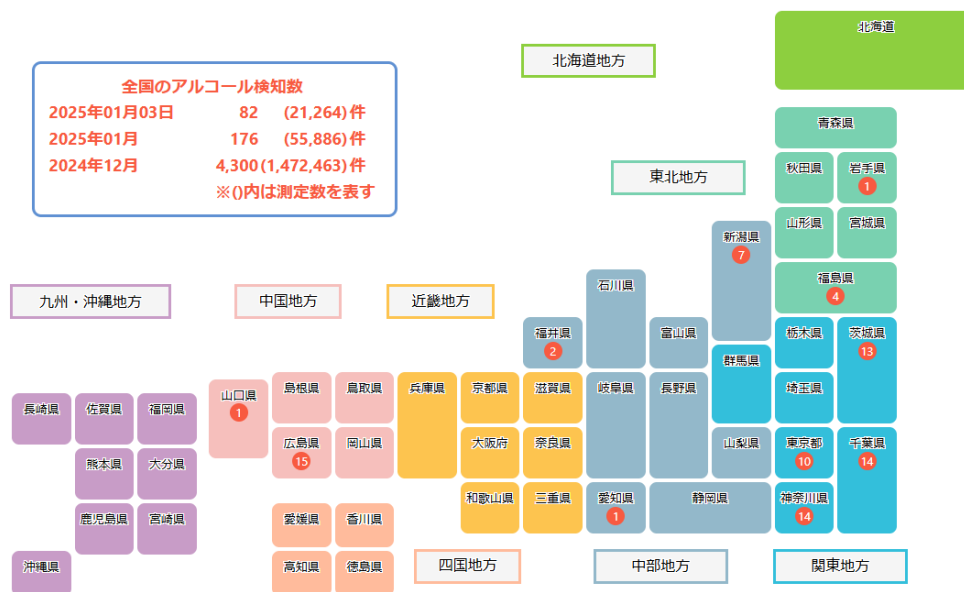 北海道
北海道地方
全国のアルコール検知数
2025年01月03日 82 (21,264)件
2025年01月 176 (55,886)件
2024年12月 4,300(1,472,463)件
※()内は測定数を表す
青森県
東北地方
秋田県
岩手県
1
山形県
宮城県
新潟県
7
福島県
4
九州・沖縄地方
中国地方
近畿地方
石川県
福井県
2
富山県
栃木県
茨城県
13
群馬県
長崎県
佐賀県
福岡県
山口県
1
島根県
鳥取県
兵庫県
京都県
滋賀県
岐阜県
長野県
埼玉県
熊本県
大分県
広島県
15
岡山県
大阪府
奈良県
山梨県
東京都
10
千葉県
14
鹿児島県
宮崎県
和歌山県
三重県
愛知県
1
静岡県
神奈川県
14
愛媛県
香川県
沖縄県
高知県
徳島県
四国地方
中部地方
関東地方